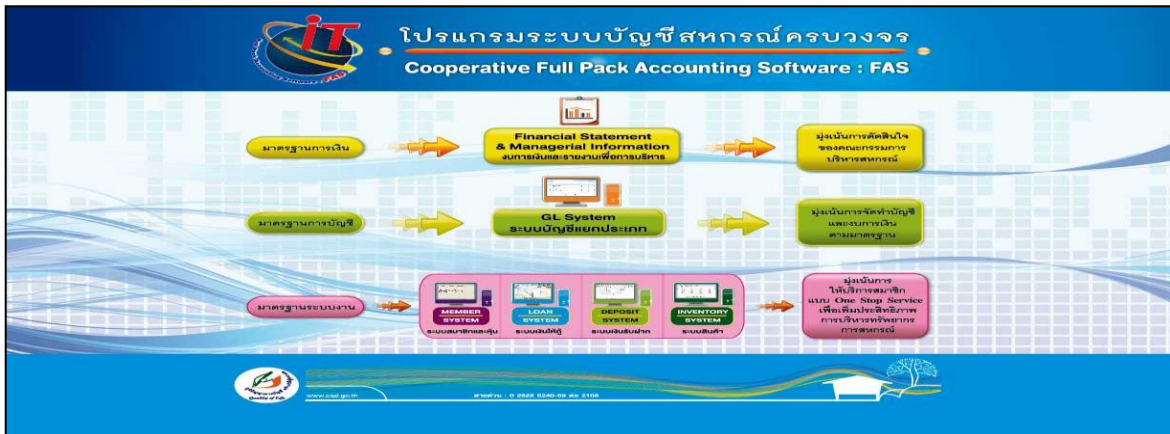 iT
FAS
โปรแกรมระบบบัญชีสหกรณ์ครบวงจร
Cooperative Full Pack Accounting Software : FAS
มาตรฐานการเงิน
Financial Statement
& Managerial Information
งบการเงินและรายงานเพื่อการบริหาร
มุ่งเน้นการตัดสินใจ
ของคณะกรรมการ
บริหารสหกรณ์
มาตรฐานการบัญชี
GL System
ระบบบัญชีแยกประเภท
มุ่งเน้นการจัดทำบัญชี
และงบการเงิน
ตามมาตรฐาน
มาตรฐานระบบงาน
MEMBER
SYSTEM
ระบบสมาชิกและหุ้น
LOAN
SYSTEM
ระบบเงินให้กู้
DEPOSIT
SYSTEM
ระบบเงินรับฝาก
INVENTORY
SYSTEM
ระบบสินค้า
มุ่งเน้นการ
ให้บริการสมาชิก
แบบ One Stop Service
เพื่อเพิ่มประสิทธิภาพ
การบริหารทรัพยากร
การสหกรณ์
www.cad.go.th